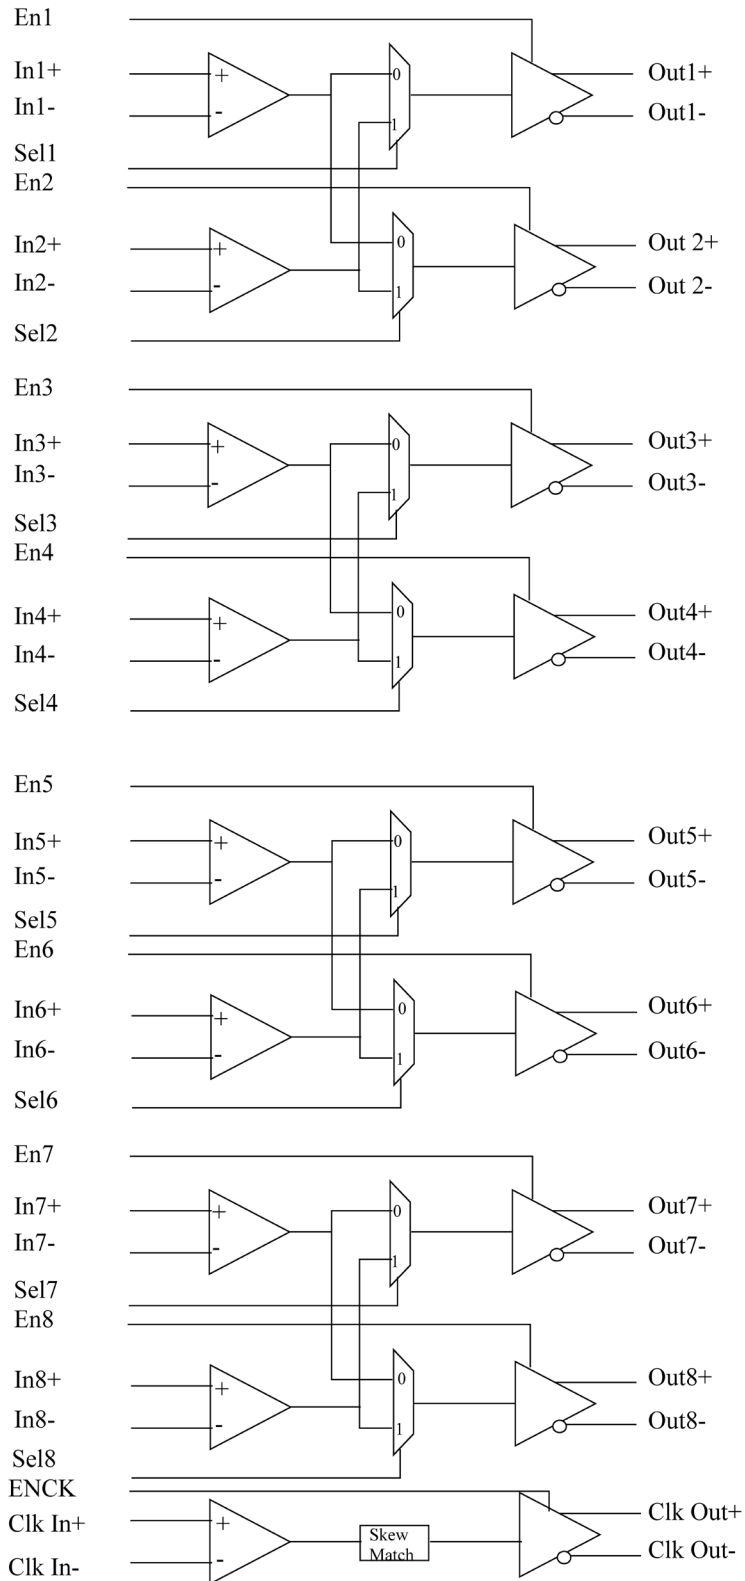 En1
In1+ + 0 Out1+
In1- - 1 Out1-
Sel1
En2
In2+ + 0 Out 2+
In2- - 1 Out 2-
Sel2
En3
In3+ + 0 Out3+
In3- - 1 Out3-
Sel3
En4
In4+ + 0 Out4+
In4- - 1 Out4-
Sel4
En5
In5+ + 0 Out5+
In5- - 1 Out5-
Sel5
En6
In6+ + 0 Out6+
In6- - 1 Out6-
Sel6
En7
In7+ + 0 Out7+
In7- - 1 Out7-
Sel7
En8
In8+ + 0 Out8+
In8- - 1 Out8-
Sel8
ENCK
Clk In+ + Clk Out+
Skew
Match
Clk In- - Clk Out-